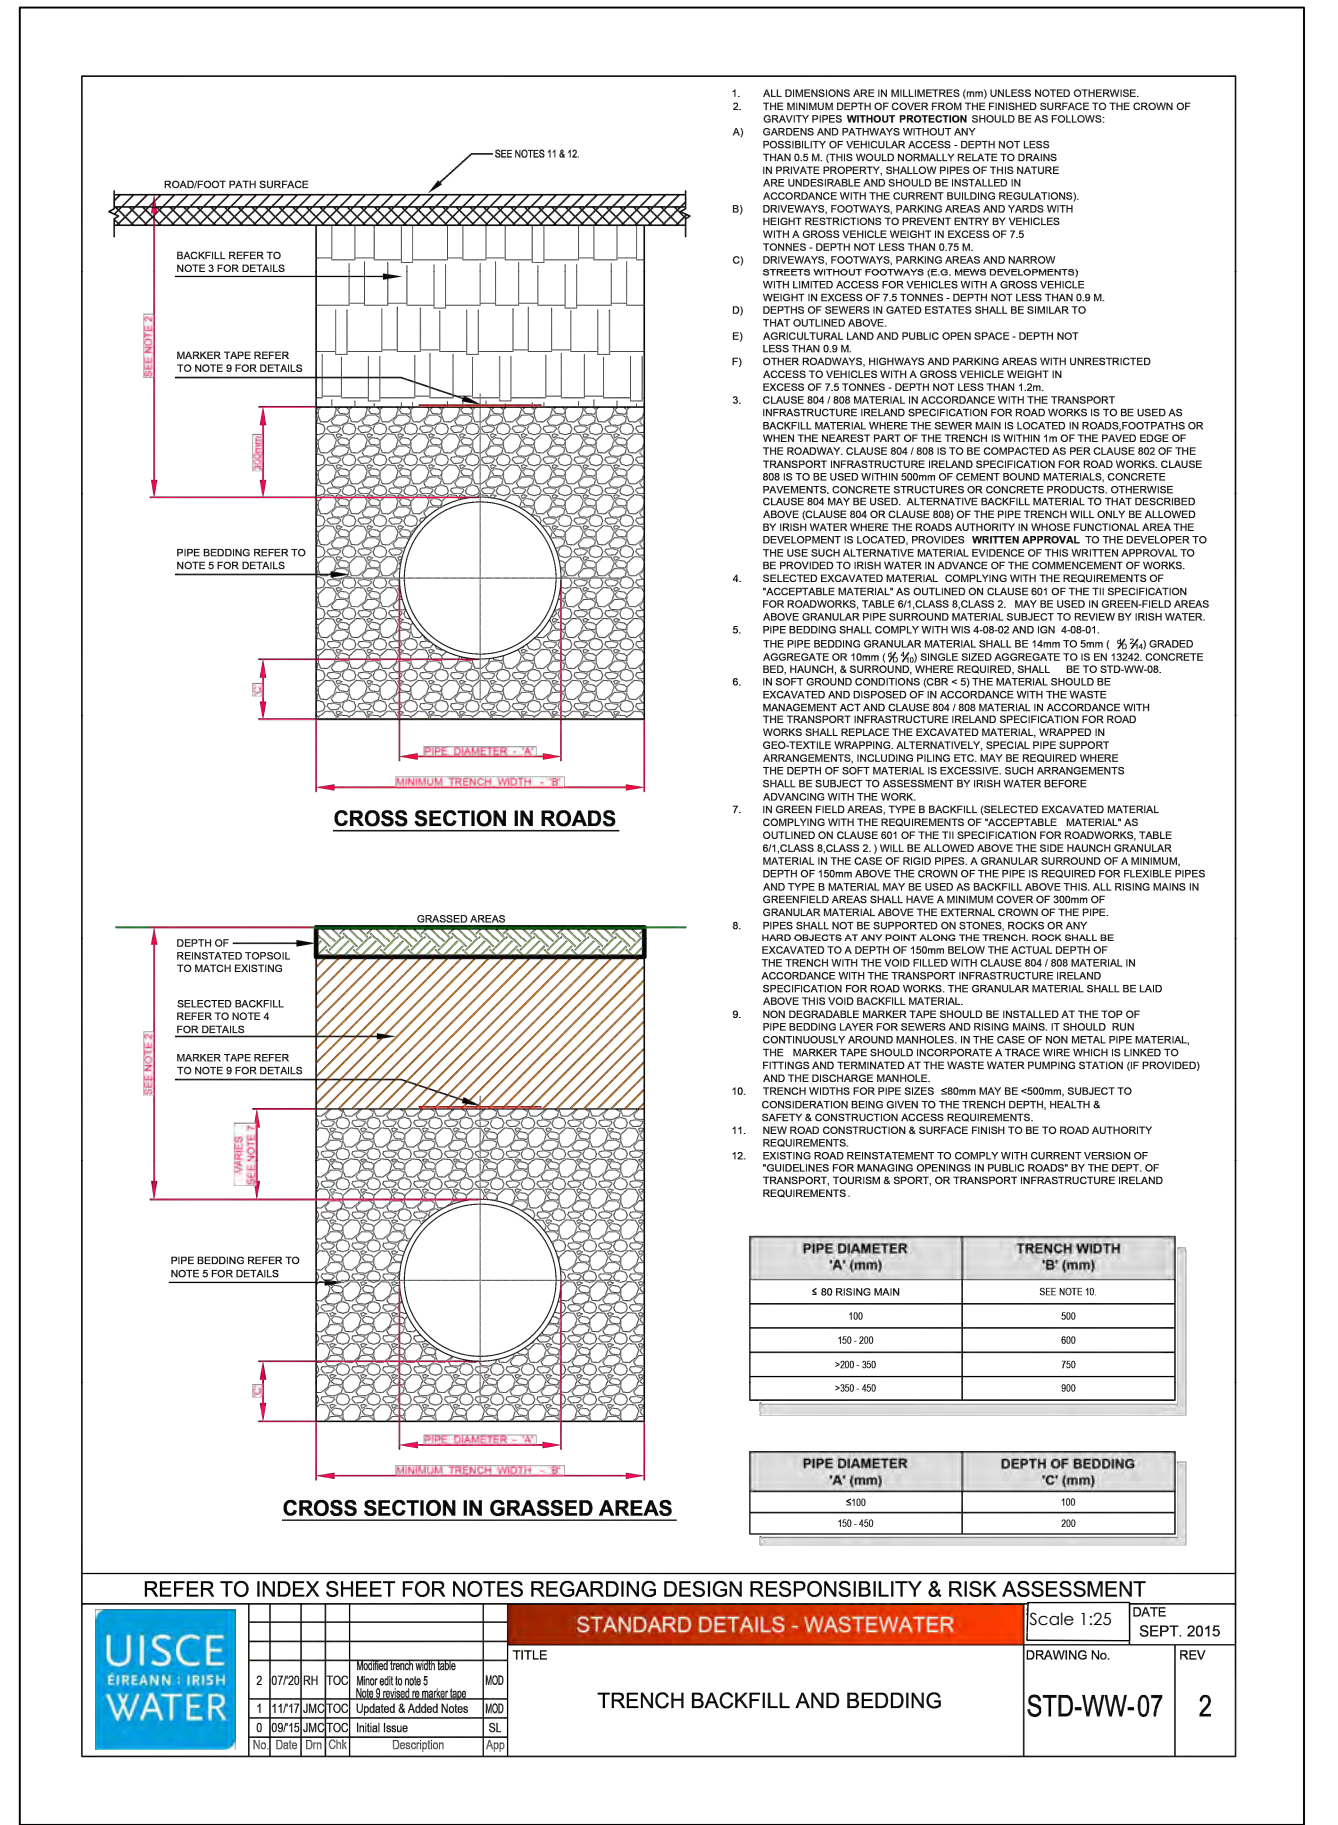 SEE NOTES 11 & 12.
ROAD/FOOT PATH SURFACE
BACKFILL REFER TO
NOTE 3 FOR DETAILS
SEE NOTE 2
MARKER TAPE REFER
TO NOTE 9 FOR DETAILS
300mm
PIPE BEDDING REFER TO
NOTE 5 FOR DETAILS
'C'
PIPE DIAMETER - 'A'
MINIMUM TRENCH WIDTH - 'B'
CROSS SECTION IN ROADS
GRASSED AREAS
DEPTH OF
REINSTATED TOPSOIL
TO MATCH EXISTING
SELECTED BACKFILL
REFER TO NOTE 4
FOR DETAILS
SEE NOTE 2
MARKER TAPE REFER
TO NOTE 9 FOR DETAILS
VARIES
SEE NOTE 7
PIPE BEDDING REFER TO
NOTE 5 FOR DETAILS
'C'
PIPE DIAMETER - 'A'
MINIMUM TRENCH WIDTH - 'B'
CROSS SECTION IN GRASSED AREAS
1. ALL DIMENSIONS ARE IN MILLIMETRES (mm) UNLESS NOTED OTHERWISE.
2. THE MINIMUM DEPTH OF COVER FROM THE FINISHED SURFACE TO THE CROWN OF
GRAVITY PIPES WITHOUT PROTECTION SHOULD BE AS FOLLOWS:
A) GARDENS AND PATHWAYS WITHOUT ANY
POSSIBILITY OF VEHICULAR ACCESS - DEPTH NOT LESS
THAN 0.5 M. (THIS WOULD NORMALLY RELATE TO DRAINS
IN PRIVATE PROPERTY, SHALLOW PIPES OF THIS NATURE
ARE UNDESIRABLE AND SHOULD BE INSTALLED IN
ACCORDANCE WITH THE CURRENT BUILDING REGULATIONS).
B) DRIVEWAYS, FOOTWAYS, PARKING AREAS AND YARDS WITH
HEIGHT RESTRICTIONS TO PREVENT ENTRY BY VEHICLES
WITH A GROSS VEHICLE WEIGHT IN EXCESS OF 7.5
TONNES - DEPTH NOT LESS THAN 0.75 M.
C) DRIVEWAYS, FOOTWAYS, PARKING AREAS AND NARROW
STREETS WITHOUT FOOTWAYS (E.G. MEWS DEVELOPMENTS)
WITH LIMITED ACCESS FOR VEHICLES WITH A GROSS VEHICLE
WEIGHT IN EXCESS OF 7.5 TONNES - DEPTH NOT LESS THAN 0.9 M.
D) DEPTHS OF SEWERS IN GATED ESTATES SHALL BE SIMILAR TO
THAT OUTLINED ABOVE.
E) AGRICULTURAL LAND AND PUBLIC OPEN SPACE - DEPTH NOT
LESS THAN 0.9 M.
F) OTHER ROADWAYS, HIGHWAYS AND PARKING AREAS WITH UNRESTRICTED
ACCESS TO VEHICLES WITH A GROSS VEHICLE WEIGHT IN
EXCESS OF 7.5 TONNES - DEPTH NOT LESS THAN 1.2m.
3. CLAUSE 804 / 808 MATERIAL IN ACCORDANCE WITH THE TRANSPORT
INFRASTRUCTURE IRELAND SPECIFICATION FOR ROAD WORKS IS TO BE USED AS
BACKFILL MATERIAL WHERE THE SEWER MAIN IS LOCATED IN ROADS,FOOTPATHS OR
WHEN THE NEAREST PART OF THE TRENCH IS WITHIN 1m OF THE PAVED EDGE OF
THE ROADWAY. CLAUSE 804 / 808 IS TO BE COMPACTED AS PER CLAUSE 802 OF THE
TRANSPORT INFRASTRUCTURE IRELAND SPECIFICATION FOR ROAD WORKS. CLAUSE
808 IS TO BE USED WITHIN 500mm OF CEMENT BOUND MATERIALS, CONCRETE
PAVEMENTS, CONCRETE STRUCTURES OR CONCRETE PRODUCTS. OTHERWISE
CLAUSE 804 MAY BE USED. ALTERNATIVE BACKFILL MATERIAL TO THAT DESCRIBED
ABOVE (CLAUSE 804 OR CLAUSE 808) OF THE PIPE TRENCH WILL ONLY BE ALLOWED
BY IRISH WATER WHERE THE ROADS AUTHORITY IN WHOSE FUNCTIONAL AREA THE
DEVELOPMENT IS LOCATED, PROVIDES WRITTEN APPROVAL TO THE DEVELOPER TO
THE USE SUCH ALTERNATIVE MATERIAL EVIDENCE OF THIS WRITTEN APPROVAL TO
BE PROVIDED TO IRISH WATER IN ADVANCE OF THE COMMENCEMENT OF WORKS.
4. SELECTED EXCAVATED MATERIAL COMPLYING WITH THE REQUIREMENTS OF
"ACCEPTABLE MATERIAL" AS OUTLINED ON CLAUSE 601 OF THE TII SPECIFICATION
FOR ROADWORKS, TABLE 6/1,CLASS 8,CLASS 2. MAY BE USED IN GREEN-FIELD AREAS
ABOVE GRANULAR PIPE SURROUND MATERIAL SUBJECT TO REVIEW BY IRISH WATER.
5. PIPE BEDDING SHALL COMPLY WITH WIS 4-08-02 AND IGN 4-08-01.
THE PIPE BEDDING GRANULAR MATERIAL SHALL BE 14mm TO 5mm ( ) GRADED
AGGREGATE OR 10mm ( ) SINGLE SIZED AGGREGATE TO IS EN 13242. CONCRETE
BED, HAUNCH, & SURROUND, WHERE REQUIRED, SHALL BE TO STD-WW-08.
6. IN SOFT GROUND CONDITIONS (CBR < 5) THE MATERIAL SHOULD BE
EXCAVATED AND DISPOSED OF IN ACCORDANCE WITH THE WASTE
MANAGEMENT ACT AND CLAUSE 804 / 808 MATERIAL IN ACCORDANCE WITH
THE TRANSPORT INFRASTRUCTURE IRELAND SPECIFICATION FOR ROAD
WORKS SHALL REPLACE THE EXCAVATED MATERIAL, WRAPPED IN
GEO-TEXTILE WRAPPING. ALTERNATIVELY, SPECIAL PIPE SUPPORT
ARRANGEMENTS, INCLUDING PILING ETC. MAY BE REQUIRED WHERE
THE DEPTH OF SOFT MATERIAL IS EXCESSIVE. SUCH ARRANGEMENTS
SHALL BE SUBJECT TO ASSESSMENT BY IRISH WATER BEFORE
ADVANCING WITH THE WORK.
7. IN GREEN FIELD AREAS, TYPE B BACKFILL (SELECTED EXCAVATED MATERIAL
COMPLYING WITH THE REQUIREMENTS OF "ACCEPTABLE MATERIAL" AS
OUTLINED ON CLAUSE 601 OF THE TII SPECIFICATION FOR ROADWORKS, TABLE
6/1,CLASS 8,CLASS 2. ) WILL BE ALLOWED ABOVE THE SIDE HAUNCH GRANULAR
MATERIAL IN THE CASE OF RIGID PIPES. A GRANULAR SURROUND OF A MINIMUM,
DEPTH OF 150mm ABOVE THE CROWN OF THE PIPE IS REQUIRED FOR FLEXIBLE PIPES
AND TYPE B MATERIAL MAY BE USED AS BACKFILL ABOVE THIS. ALL RISING MAINS IN
GREENFIELD AREAS SHALL HAVE A MINIMUM COVER OF 300mm OF
GRANULAR MATERIAL ABOVE THE EXTERNAL CROWN OF THE PIPE.
8. PIPES SHALL NOT BE SUPPORTED ON STONES, ROCKS OR ANY
HARD OBJECTS AT ANY POINT ALONG THE TRENCH. ROCK SHALL BE
EXCAVATED TO A DEPTH OF 150mm BELOW THE ACTUAL DEPTH OF
THE TRENCH WITH THE VOID FILLED WITH CLAUSE 804 / 808 MATERIAL IN
ACCORDANCE WITH THE TRANSPORT INFRASTRUCTURE IRELAND
SPECIFICATION FOR ROAD WORKS. THE GRANULAR MATERIAL SHALL BE LAID
ABOVE THIS VOID BACKFILL MATERIAL.
9. NON DEGRADABLE MARKER TAPE SHOULD BE INSTALLED AT THE TOP OF
PIPE BEDDING LAYER FOR SEWERS AND RISING MAINS. IT SHOULD RUN
CONTINUOUSLY AROUND MANHOLES. IN THE CASE OF NON METAL PIPE MATERIAL,
THE MARKER TAPE SHOULD INCORPORATE A TRACE WIRE WHICH IS LINKED TO
FITTINGS AND TERMINATED AT THE WASTE WATER PUMPING STATION (IF PROVIDED)
AND THE DISCHARGE MANHOLE.
10. TRENCH WIDTHS FOR PIPE SIZES ≤80mm MAY BE <500mm, SUBJECT TO
CONSIDERATION BEING GIVEN TO THE TRENCH DEPTH, HEALTH &
SAFETY & CONSTRUCTION ACCESS REQUIREMENTS.
11. NEW ROAD CONSTRUCTION & SURFACE FINISH TO BE TO ROAD AUTHORITY
REQUIREMENTS.
12. EXISTING ROAD REINSTATEMENT TO COMPLY WITH CURRENT VERSION OF
"GUIDELINES FOR MANAGING OPENINGS IN PUBLIC ROADS" BY THE DEPT. OF
TRANSPORT, TOURISM & SPORT, OR TRANSPORT INFRASTRUCTURE IRELAND
REQUIREMENTS.
PIPE DIAMETER 'A' (mm) TRENCH WIDTH 'B' (mm)
≤ 80 RISING MAIN SEE NOTE 10.
100 500
150 - 200 600
>200 - 350 750
>350 - 450 900
PIPE DIAMETER 'A' (mm) DEPTH OF BEDDING 'C' (mm)
≤100 100
150 - 450 200
REFER TO INDEX SHEET FOR NOTES REGARDING DESIGN RESPONSIBILITY & RISK ASSESSMENT
UISCE
ÉIREANN : IRISH
WATER
2 07/'20 RH TOC Modified trench width table Minor edit to note 5 Note 9 revised re marker tape MOD
1 11/'17 JMC TOC Updated & Added Notes MOD
0 09/'15 JMC TOC Initial Issue SL
No. Date Drn Chk Description App
STANDARD DETAILS - WASTEWATER
Scale 1:25
DATE
SEPT. 2015
TITLE
TRENCH BACKFILL AND BEDDING
DRAWING No.
STD-WW-07
REV
2